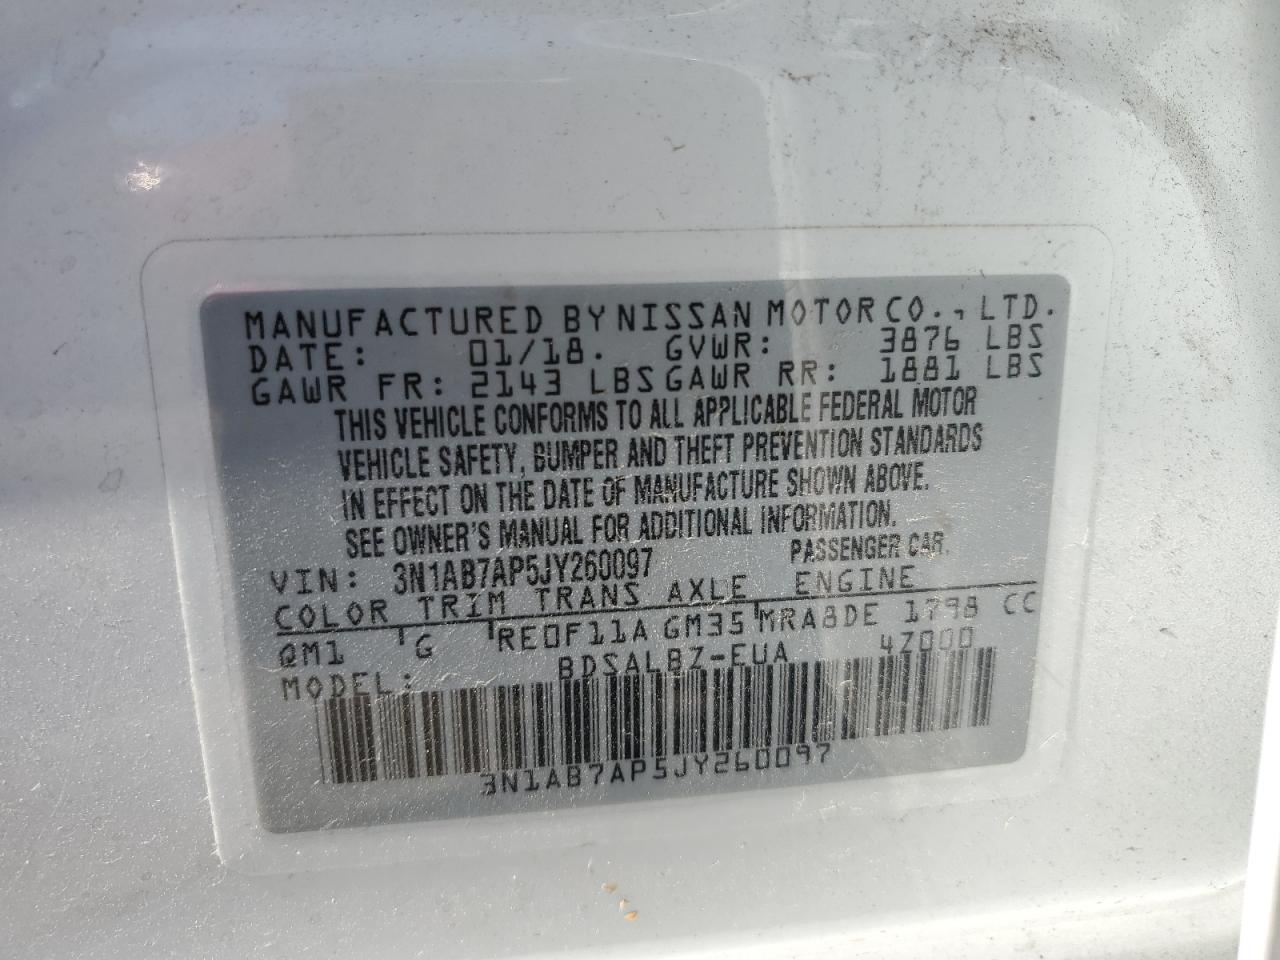 MANUFACTURED BY NISSAN MOTOR CO., LTD.
DATE: 01/18. GVWR: 3876 LBS
GAWR FR: 2143 LBS GAWR RR: 1881 LBS
THIS VEHICLE CONFORMS TO ALL APPLICABLE FEDERAL MOTOR
VEHICLE SAFETY, BUMPER AND THEFT PREVENTION STANDARDS
IN EFFECT ON THE DATE OF MANUFACTURE SHOWN ABOVE.
SEE OWNER'S MANUAL FOR ADDITIONAL INFORMATION.
VIN: 3N1AB7AP5JY260097 PASSENGER CAR.
COLOR TRIM TRANS AXLE ENGINE
QM1 G RE0F11A GM35 MRA8DE 1798 CC
MODEL: BDSALBZ-EUA 4Z000
3N1AB7AP5JY260097